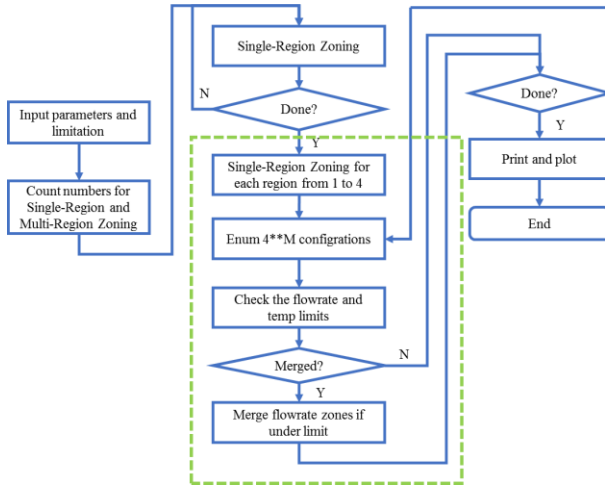 Input parameters and
limitation
Count numbers for
Single-Region and
Multi-Region Zoning
Single-Region Zoning
N
Done?
Y
Single-Region Zoning for
each region from 1 to 4
Enum 4**M configrations
Check the flowrate and
temp limits
Merged?
N
Y
Merge flowrate zones if
under limit
Done?
Y
Print and plot
End